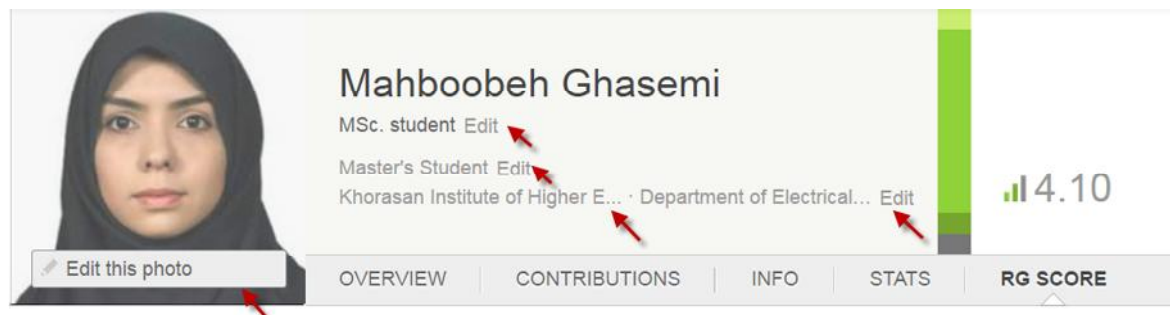 Mahboobeh Ghasemi
MSc. student Edit
Master's Student Edit
Khorasan Institute of Higher E... · Department of Electrical... Edit
4.10
Edit this photo
OVERVIEW CONTRIBUTIONS INFO STATS RG SCORE